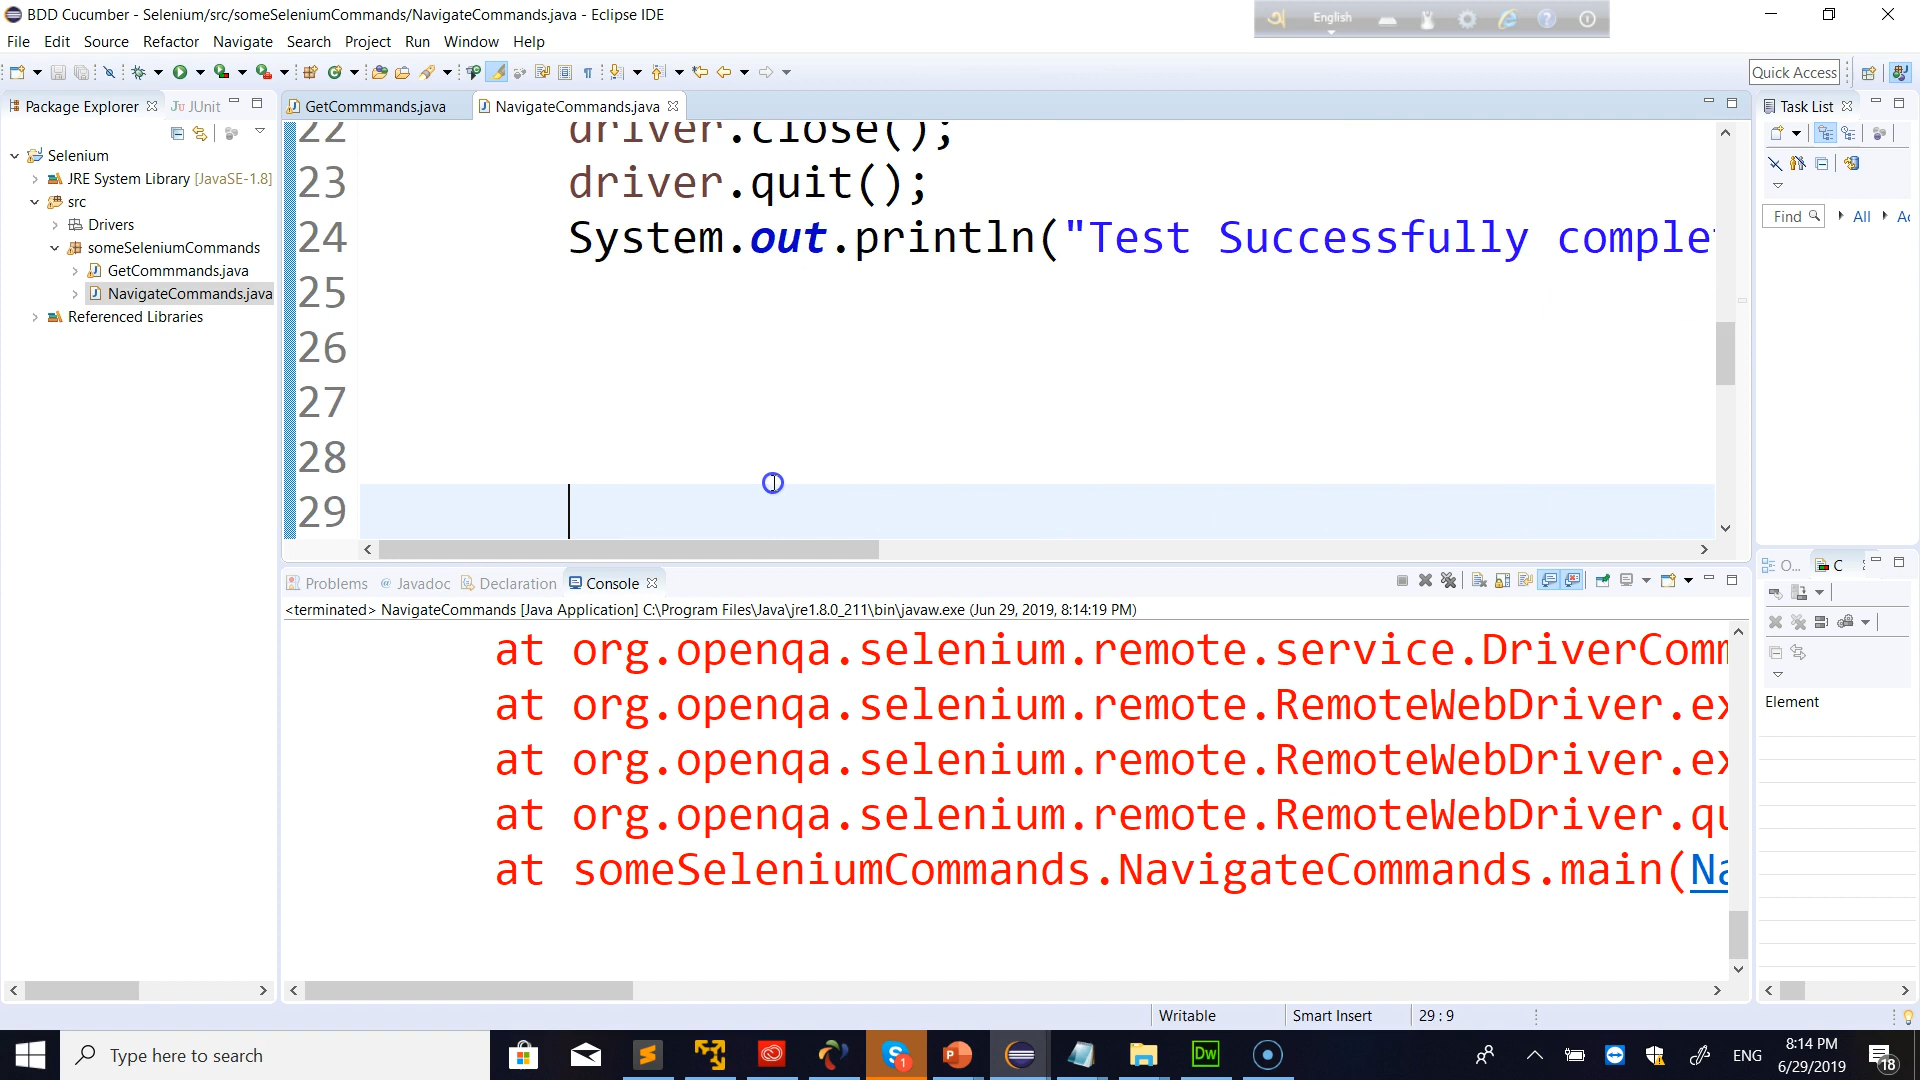 BDD Cucumber - Selenium/src/someSeleniumCommands/NavigateCommands.java - Eclipse IDE
English
File Edit Source Refactor Navigate Search Project Run Window Help
Quick Access
Package Explorer JUnit
GetCommmands.java NavigateCommands.java
Task List
Selenium
JRE System Library [JavaSE-1.8]
src
Drivers
someSeleniumCommands
GetCommmands.java
NavigateCommands.java
Referenced Libraries
22 driver.close();
23 driver.quit();
24 System.out.println("Test Successfully comple
25
26
27
28
29
Find All Ac
Problems Javadoc Declaration Console
O... C
<terminated> NavigateCommands [Java Application] C:\Program Files\Java\jre1.8.0_211\bin\javaw.exe (Jun 29, 2019, 8:14:19 PM)
at org.openqa.selenium.remote.service.DriverComm
at org.openqa.selenium.remote.RemoteWebDriver.ex
at org.openqa.selenium.remote.RemoteWebDriver.ex
at org.openqa.selenium.remote.RemoteWebDriver.qu
at someSeleniumCommands.NavigateCommands.main(Na
Element
Writable Smart Insert 29 : 9
Type here to search
1
Dw
ENG
8:14 PM
6/29/2019
18